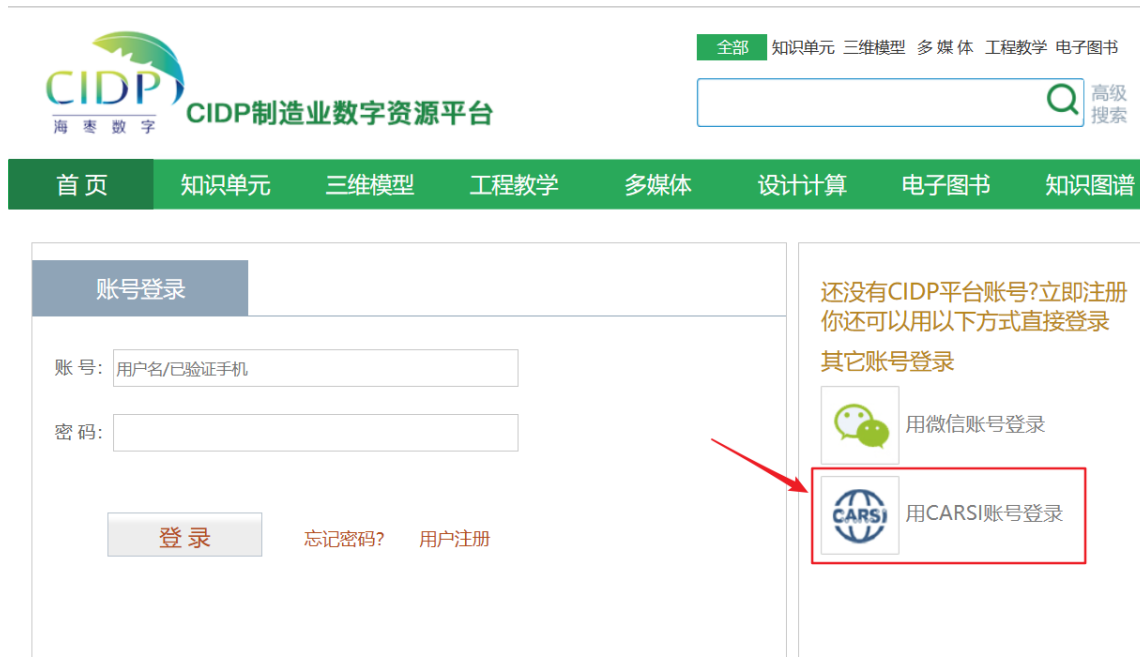 全部 知识单元 三维模型 多媒体 工程教学 电子图书
CIDP
海枣数字
CIDP制造业数字资源平台
高级
搜索
首页 知识单元 三维模型 工程教学 多媒体 设计计算 电子图书 知识图谱
账号登录
账号: 用户名/已验证手机
密码:
登录 忘记密码? 用户注册
还没有CIDP平台账号?立即注册
你还可以用以下方式直接登录
其它账号登录
用微信账号登录
CARSI 用CARSI账号登录